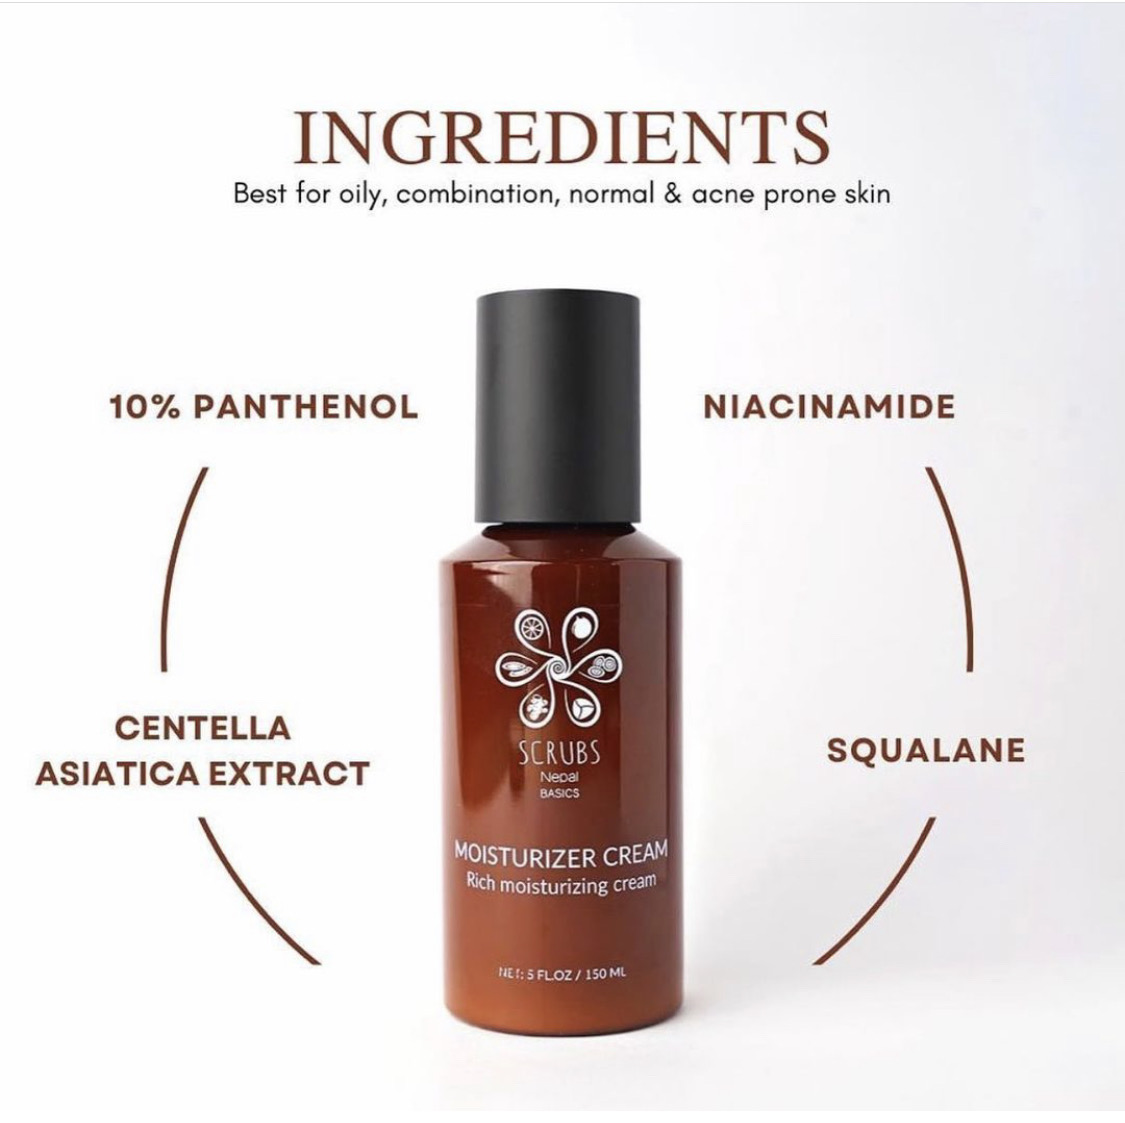 INGREDIENTS
Best for oily, combination, normal & acne prone skin
10% PANTHENOL
NIACINAMIDE
CENTELLA
ASIATICA EXTRACT
SQUALANE
SCRUBS
Nepal
BASICS
MOISTURIZER CREAM
Rich moisturizing cream
NET: 5 FL.OZ / 150 ML